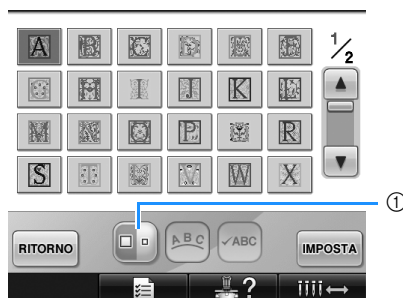 A B C D E F 1/2
G H I J K L
M N O P Q R
S T U V W X
①
RITORNO ABC ✓ABC IMPOSTA
?